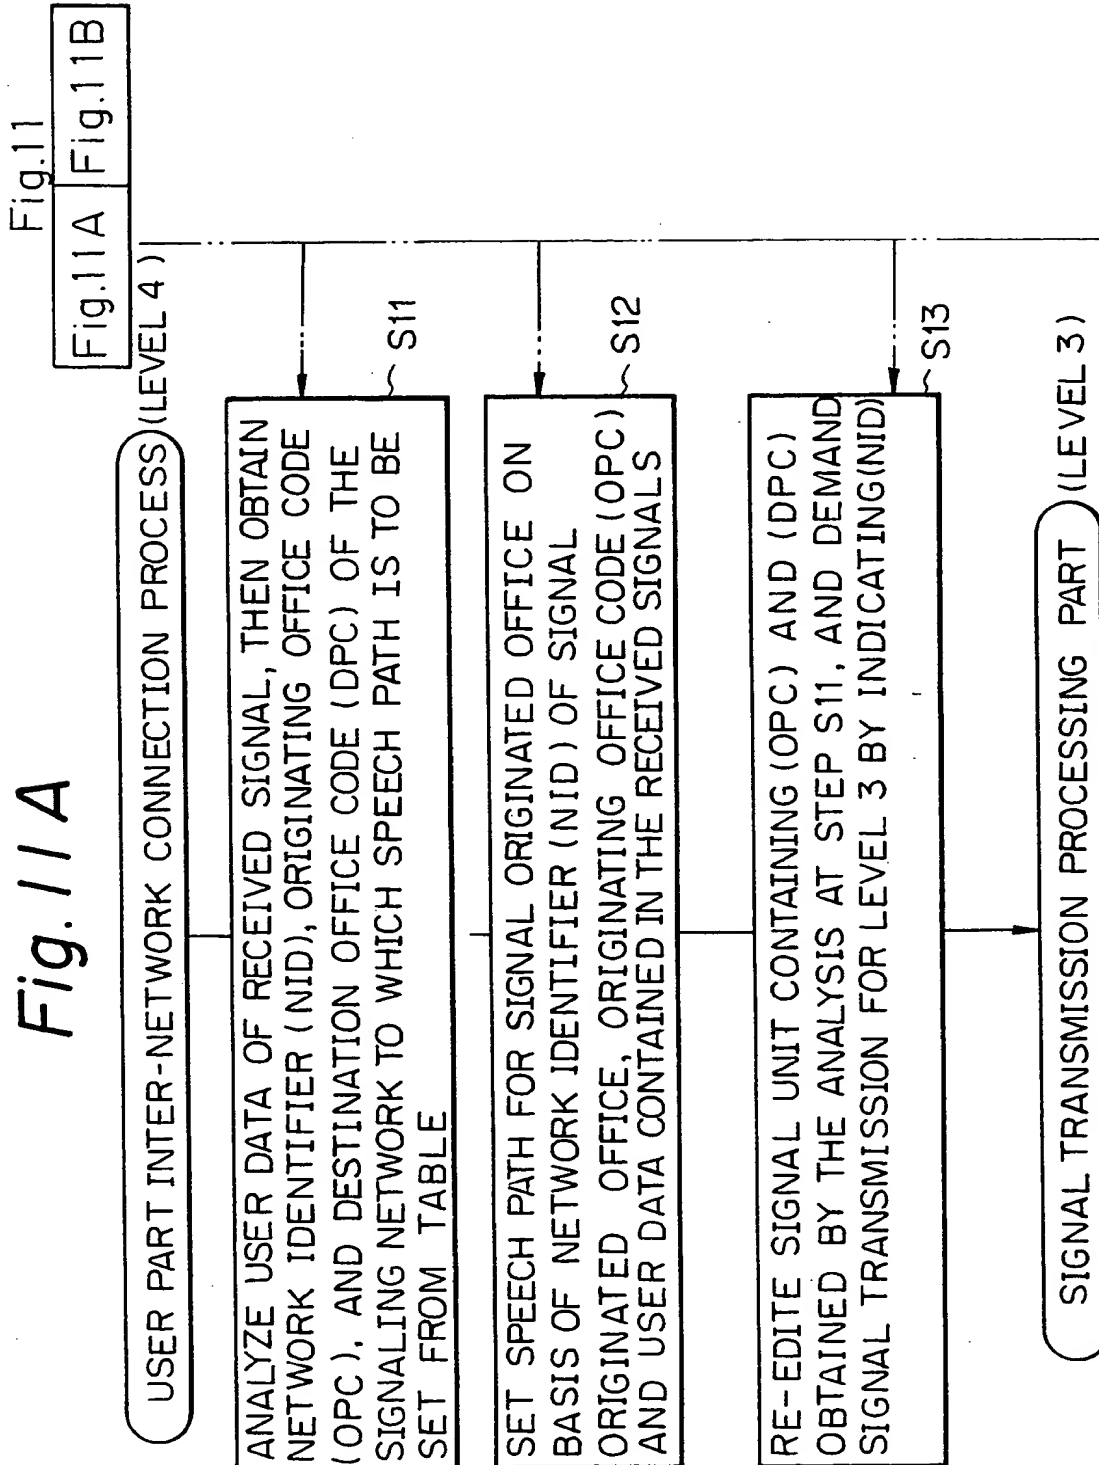 Fig. 11A
Fig.11
Fig.11A Fig.11B
USER PART INTER-NETWORK CONNECTION PROCESS (LEVEL 4)
ANALYZE USER DATA OF RECEIVED SIGNAL, THEN OBTAIN
NETWORK IDENTIFIER (NID), ORIGINATING OFFICE CODE
(OPC), AND DESTINATION OFFICE CODE (DPC) OF THE
SIGNALING NETWORK TO WHICH SPEECH PATH IS TO BE
SET FROM TABLE
S11
SET SPEECH PATH FOR SIGNAL ORIGINATED OFFICE ON
BASIS OF NETWORK IDENTIFIER (NID) OF SIGNAL
ORIGINATED OFFICE, ORIGINATING OFFICE CODE (OPC)
AND USER DATA CONTAINED IN THE RECEIVED SIGNALS
S12
RE-EDITE SIGNAL UNIT CONTAINING (OPC) AND (DPC)
OBTAINED BY THE ANALYSIS AT STEP S11, AND DEMAND
SIGNAL TRANSMISSION FOR LEVEL 3 BY INDICATING(NID)
S13
SIGNAL TRANSMISSION PROCESSING PART (LEVEL 3)